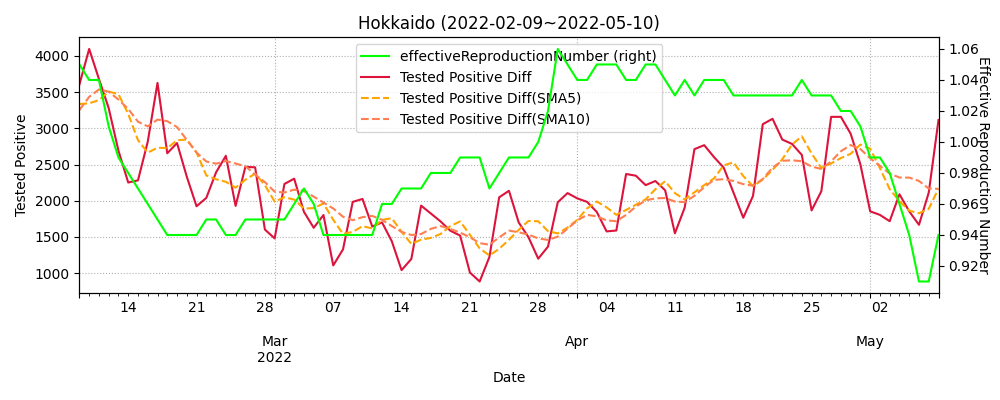 Hokkaido (2022-02-09~2022-05-10)
effectiveReproductionNumber (right)
Tested Positive Diff
Tested Positive Diff(SMA5)
Tested Positive Diff(SMA10)
Tested Positive
4000
3500
3000
2500
2000
1500
1000
Effective Reproduction Number
1.06
1.04
1.02
1.00
0.98
0.96
0.94
0.92
14 21 28 07 14 21 28 04 11 18 25 02
Mar Apr May
2022
Date